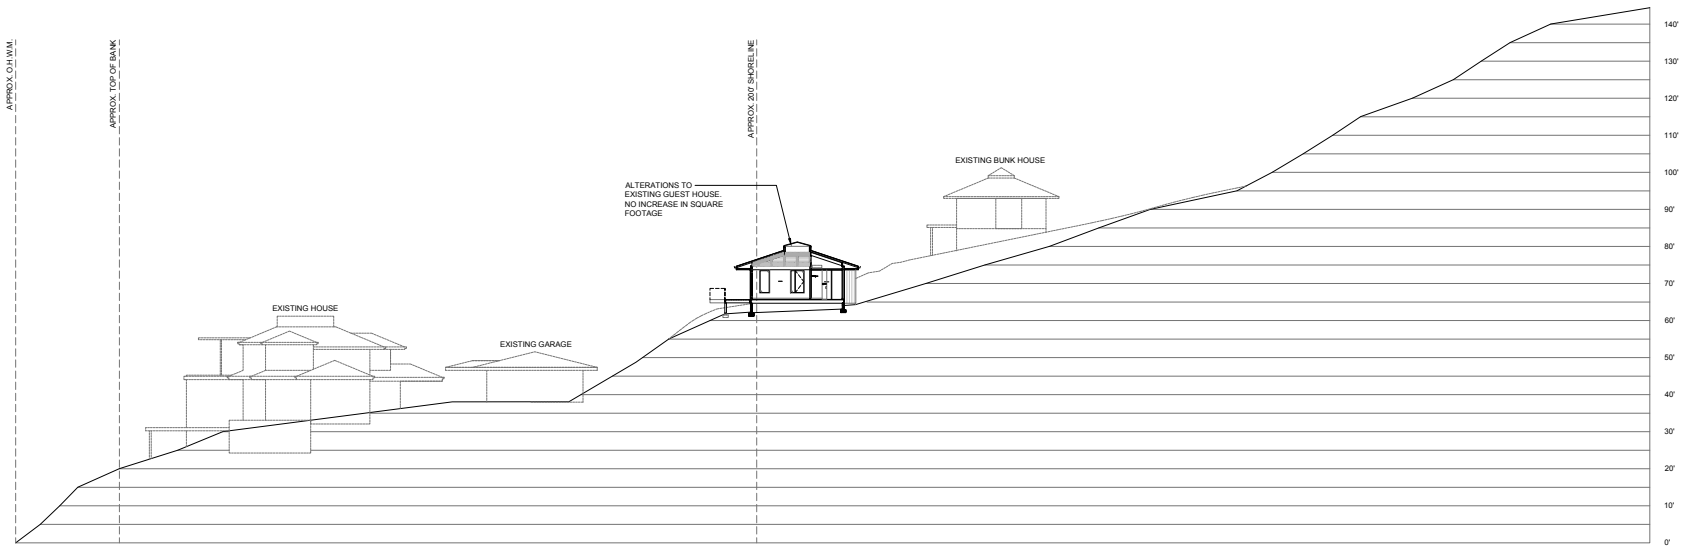 APPROX. O.H.W.M.
APPROX. TOP OF BANK
APPROX. 200' SHORELINE
EXISTING HOUSE
EXISTING GARAGE
ALTERATIONS TO
EXISTING GUEST HOUSE.
NO INCREASE IN SQUARE
FOOTAGE
EXISTING BUNK HOUSE
140'
130'
120'
110'
100'
90'
80'
70'
60'
50'
40'
30'
20'
10'
0'